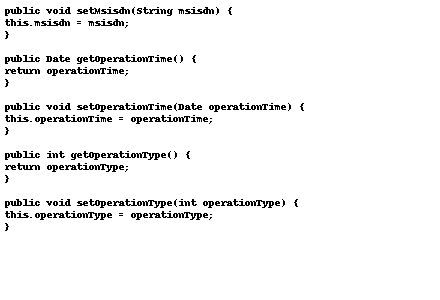 public void setMsisdn(String msisdn) {
this.msisdn = msisdn;
}

public Date getOperationTime() {
return operationTime;
}

public void setOperationTime(Date operationTime) {
this.operationTime = operationTime;
}

public int getOperationType() {
return operationType;
}

public void setOperationType(int operationType) {
this.operationType = operationType;
}